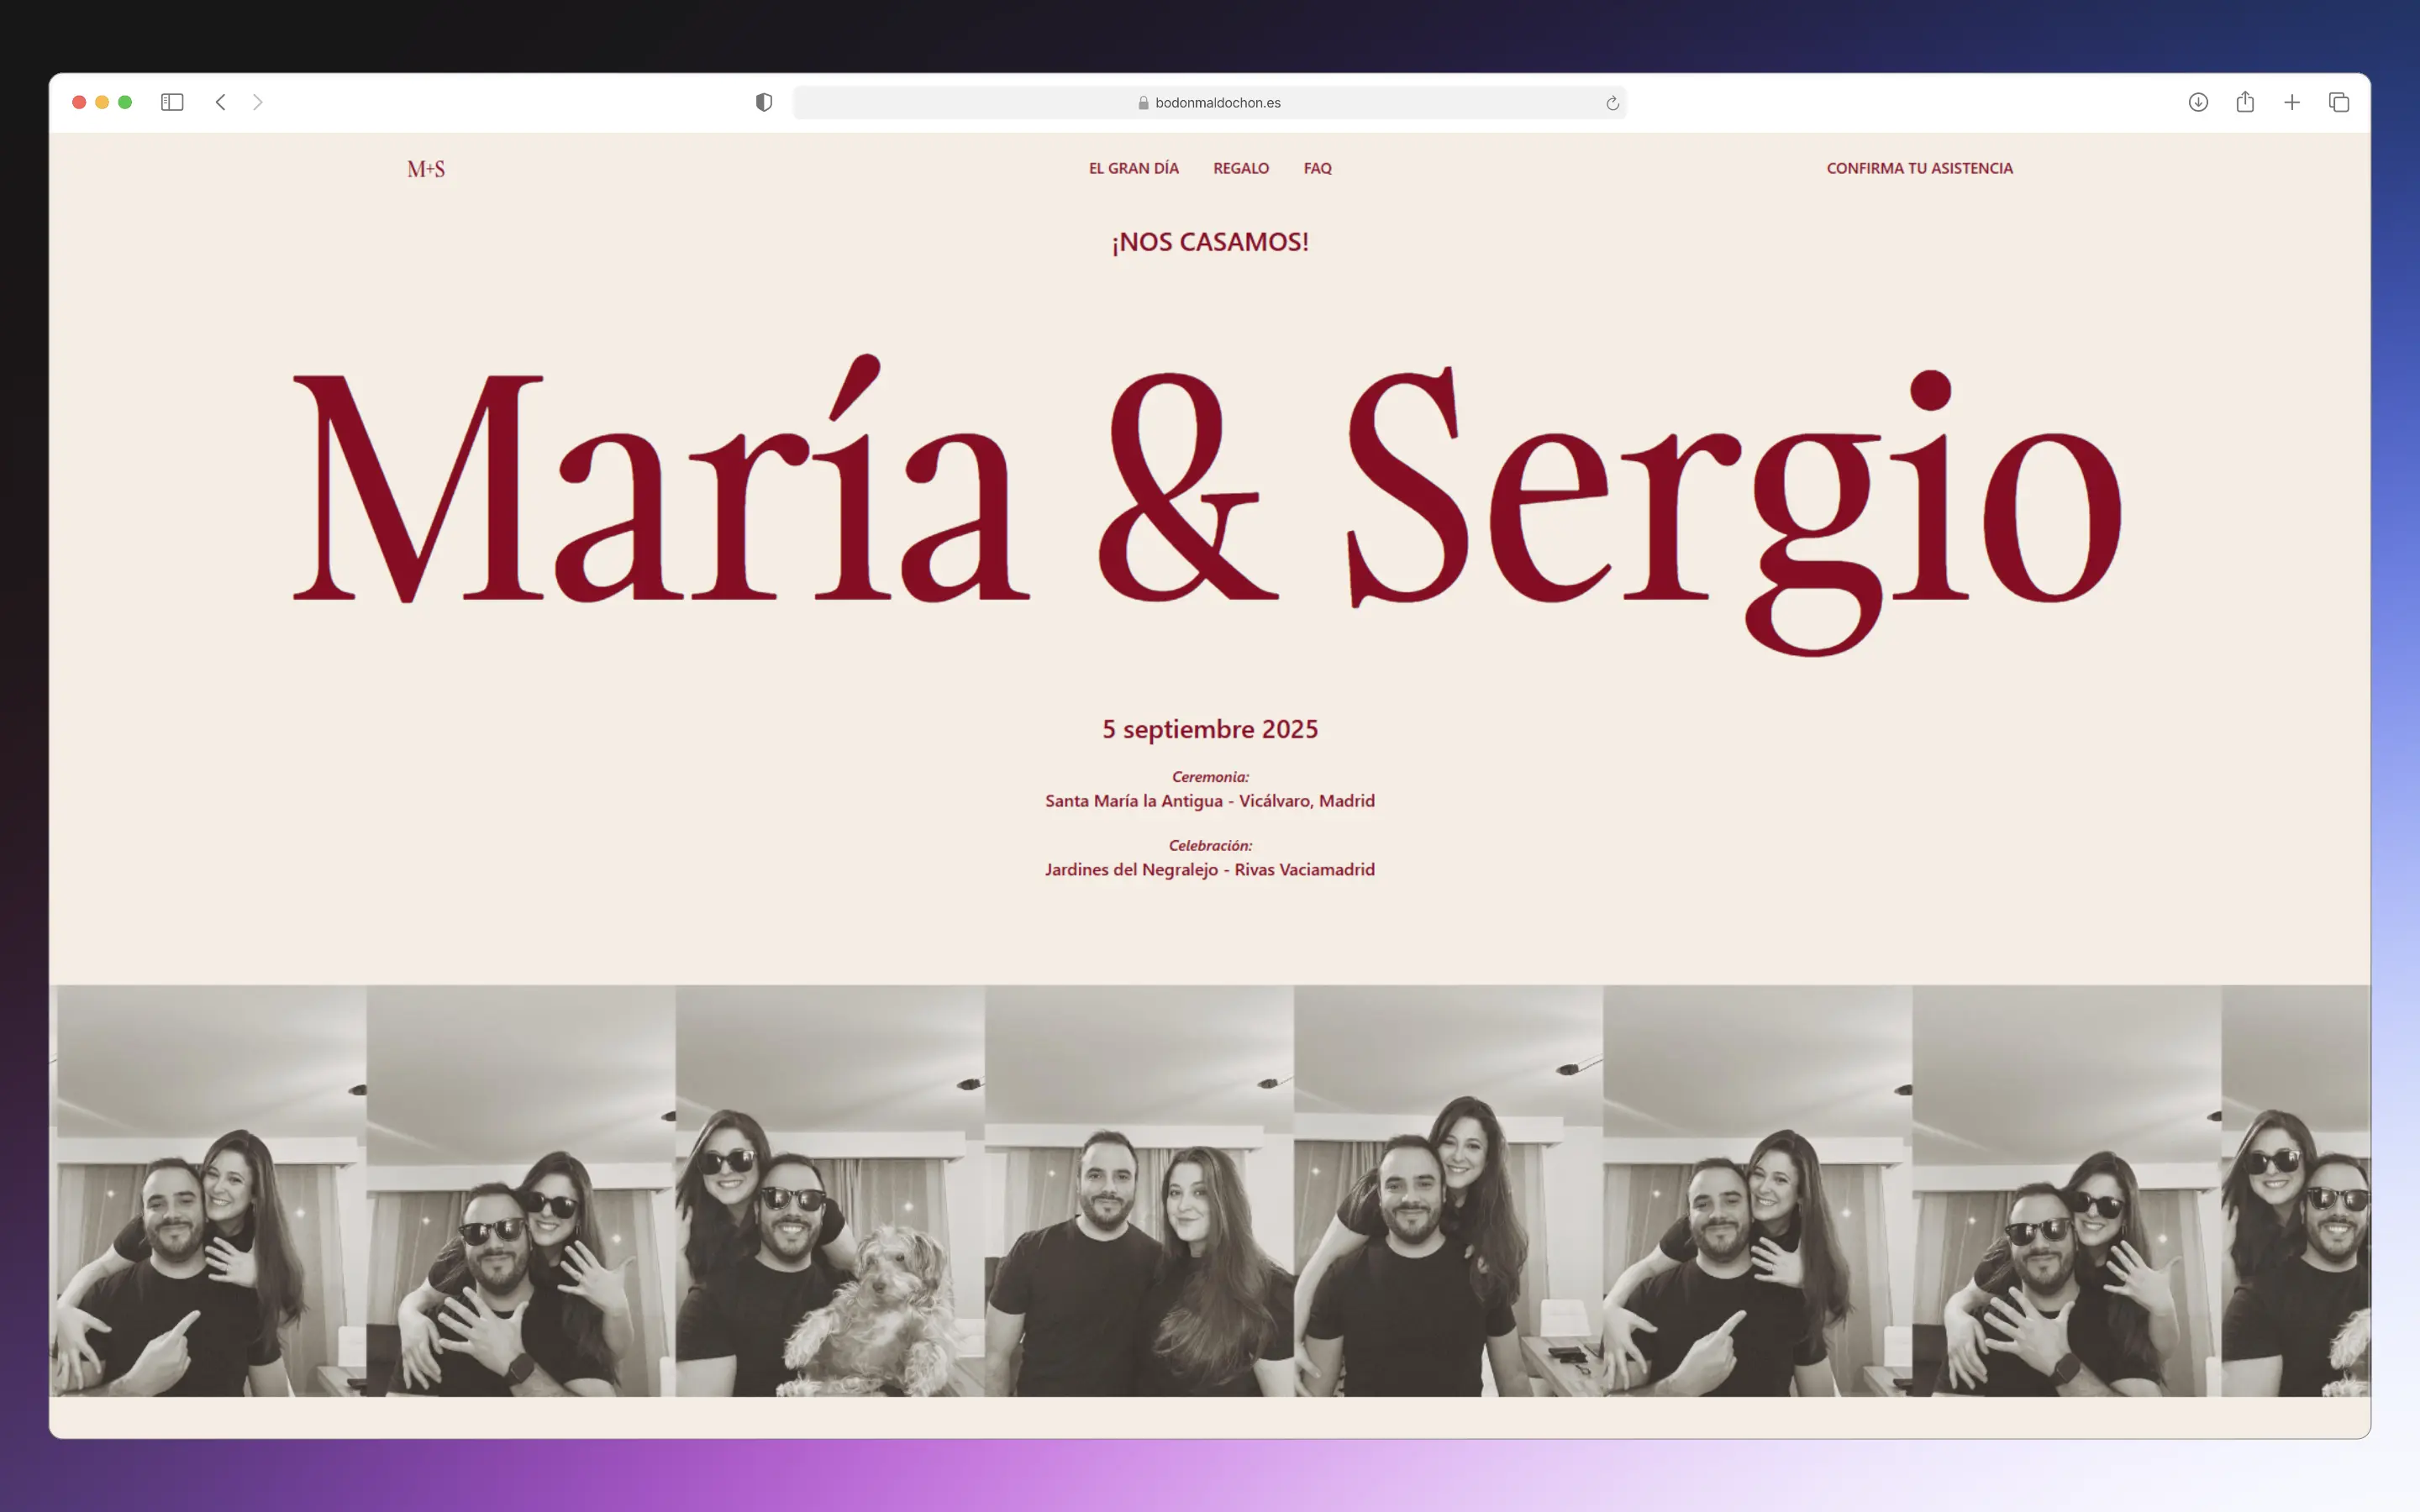 bodonmaldochon.es
M+S
EL GRAN DÍA REGALO FAQ
CONFIRMA TU ASISTENCIA
¡NOS CASAMOS!
María & Sergio
5 septiembre 2025
Ceremonia:
Santa María la Antigua - Vicálvaro, Madrid
Celebración:
Jardines del Negralejo - Rivas Vaciamadrid